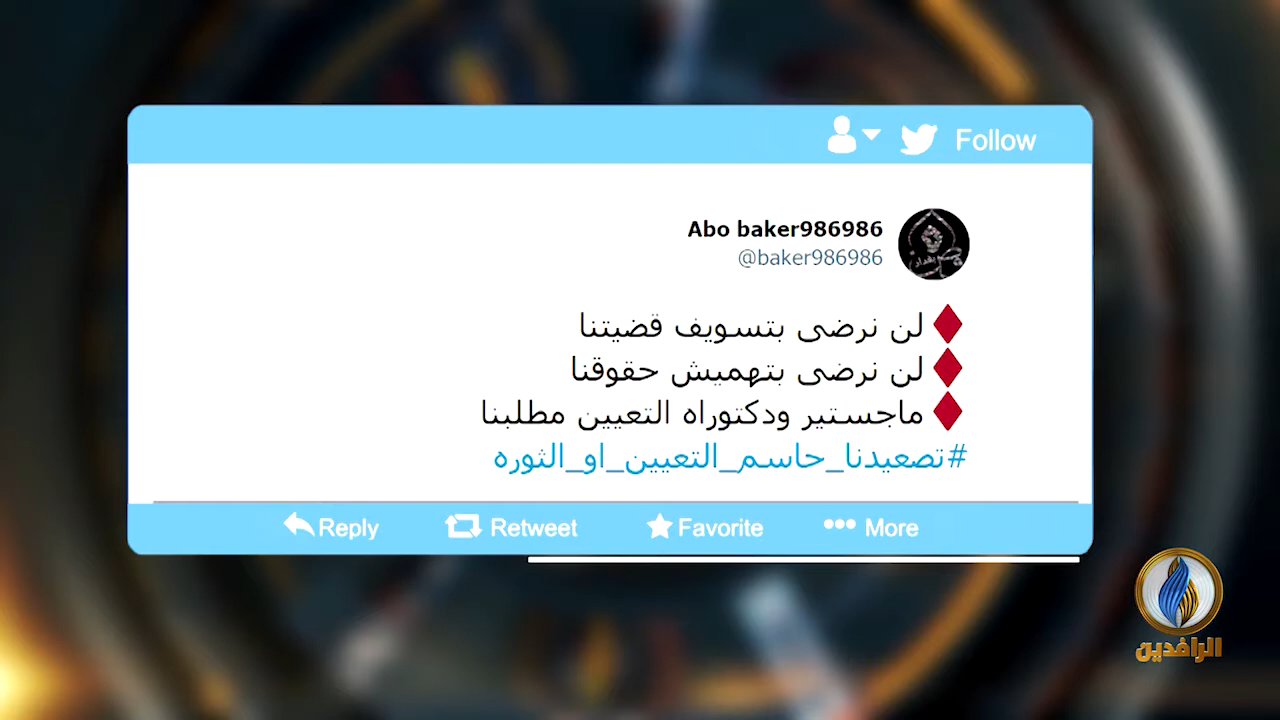 Follow
Abo baker986986
@baker986986
بغداد
♦ لن نرضى بتسويف قضيتنا
♦ لن نرضى بتهميش حقوقنا
♦ ماجستير ودكتوراه التعيين مطلبنا
#تصعيدنا_حاسم_التعيين_او_الثوره
Reply Retweet Favorite More
الرافدين